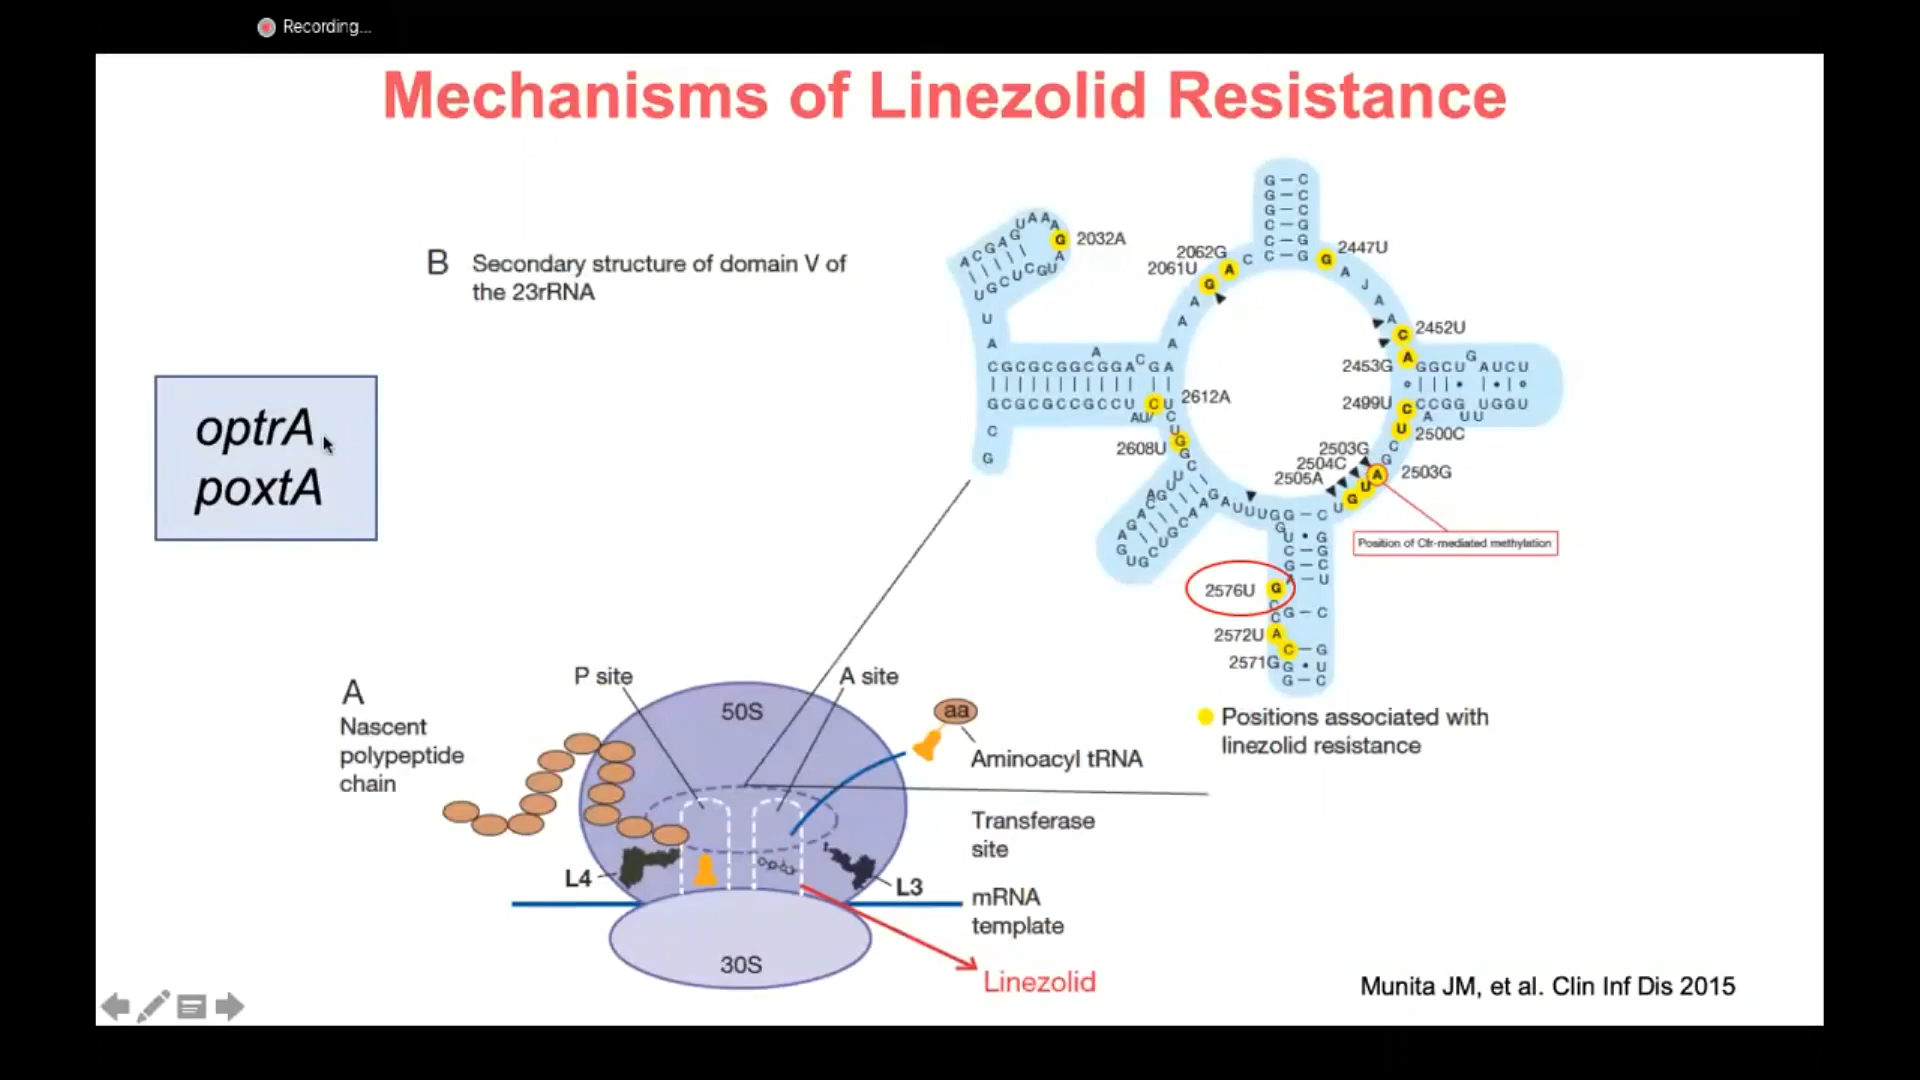 Recording...
Mechanisms of Linezolid Resistance
B Secondary structure of domain V of
the 23rRNA
optrA
poxtA
2032A
2062G
2061U
2447U
2452U
2453G
2499U
2500C
2612A
2608U
2503G
2504C
2505A
2503G
Position of Cfr-mediated methylation
2576U
2572U
2571G
Positions associated with
linezolid resistance
A
Nascent
polypeptide
chain
P site
A site
50S
aa
Aminoacyl tRNA
Transferase
site
L4
L3
mRNA
template
30S
Linezolid
Munita JM, et al. Clin Inf Dis 2015